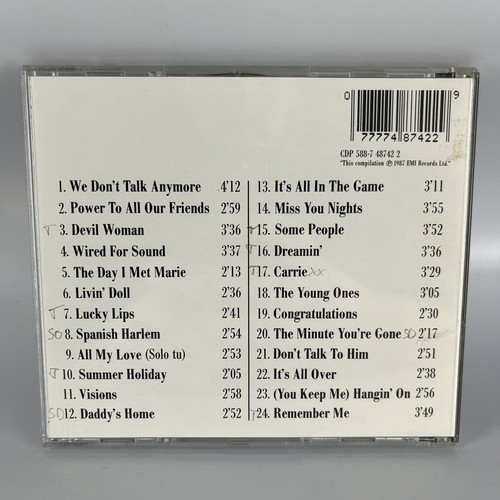 0 77774 87422 9
CDP 588-7 48742 2
"This compilation ℗ 1987 EMI Records Ltd."
1. We Don't Talk Anymore 4'12
2. Power To All Our Friends 2'59
T 3. Devil Woman 3'36
4. Wired For Sound 3'37
5. The Day I Met Marie 2'13
6. Livin' Doll 2'36
T 7. Lucky Lips 2'41
SO 8. Spanish Harlem 2'54
9. All My Love (Solo tu) 2'53
T 10. Summer Holiday 2'05
11. Visions 2'58
SD 12. Daddy's Home 2'52
13. It's All In The Game 3'11
14. Miss You Nights 3'55
T 15. Some People 3'52
T 16. Dreamin' 3'36
T 17. Carrie xx 3'29
18. The Young Ones 3'05
19. Congratulations 2'30
20. The Minute You're Gone SD 2'17
21. Don't Talk To Him 2'51
22. It's All Over 2'38
23. (You Keep Me) Hangin' On 2'56
T 24. Remember Me 3'49